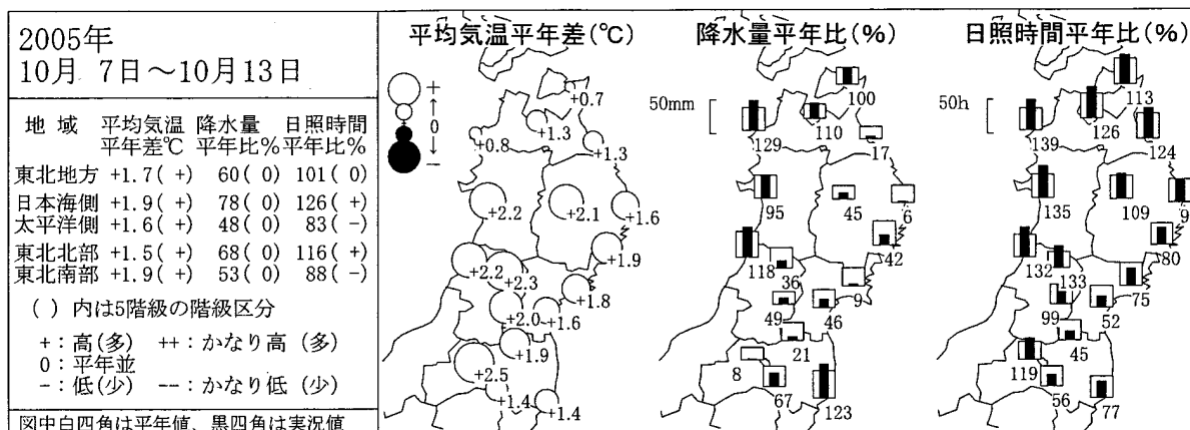 2005年
10月 7日～10月13日
地 域 平均気温 降水量 日照時間
平年差℃ 平年比% 平年比%
東北地方 +1.7( +) 60( 0) 101( 0)
日本海側 +1.9( +) 78( 0) 126( +)
太平洋側 +1.6( +) 48( 0) 83( -)
東北北部 +1.5( +) 68( 0) 116( +)
東北南部 +1.9( +) 53( 0) 88( -)
( ) 内は5階級の階級区分
+：高(多) ++：かなり高 (多)
0：平年並
-：低(少) --：かなり低 (少)
図中白四角は平年値、黒四角は実況値
平均気温平年差(℃)
+
↑
0
↓
-
+0.7
+1.3
+0.8
+1.3
+2.2
+2.1
+1.6
+1.9
+2.2
+2.3
+1.8
+2.0
+1.6
+1.9
+2.5
+1.4
+1.4
降水量平年比(%)
50mm
100
110
129
17
95
45
6
42
118
36
9
49
46
21
8
67
123
日照時間平年比(%)
50h
113
126
139
124
135
109
80
132
133
75
99
52
45
119
56
77